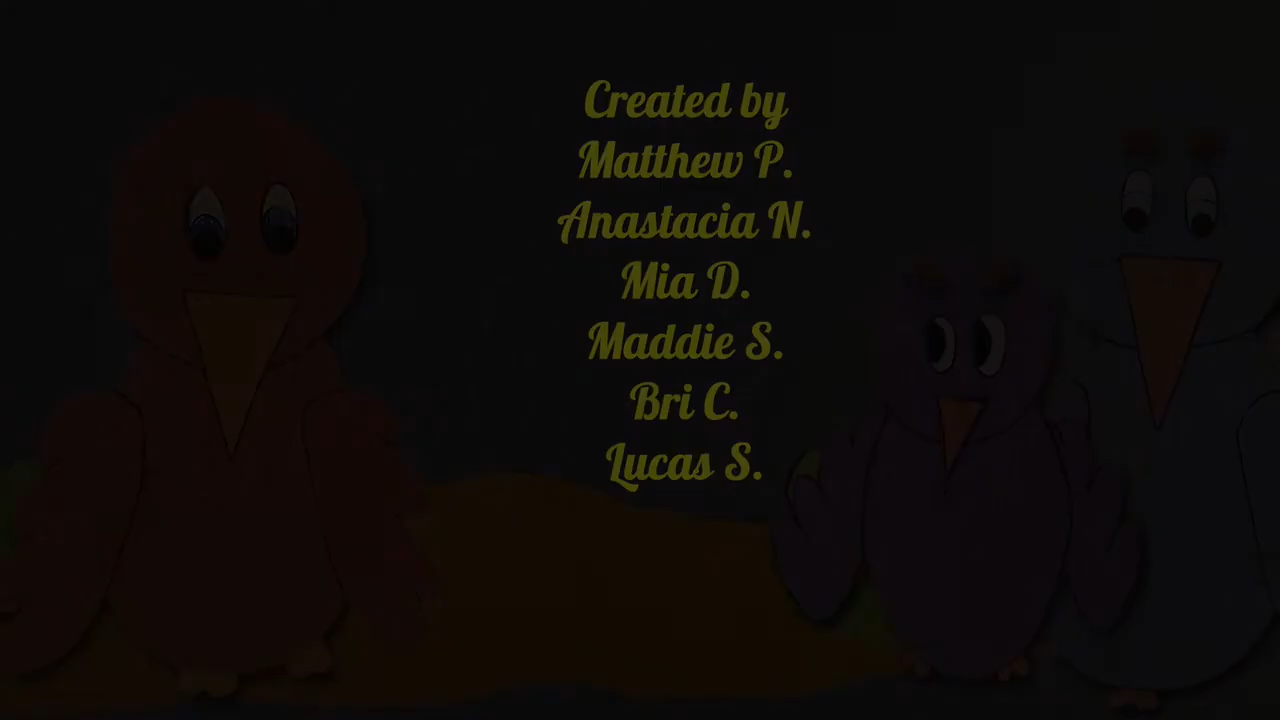 Created by
Matthew P.
Anastacia N.
Mia D.
Maddie S.
Bri C.
Lucas S.